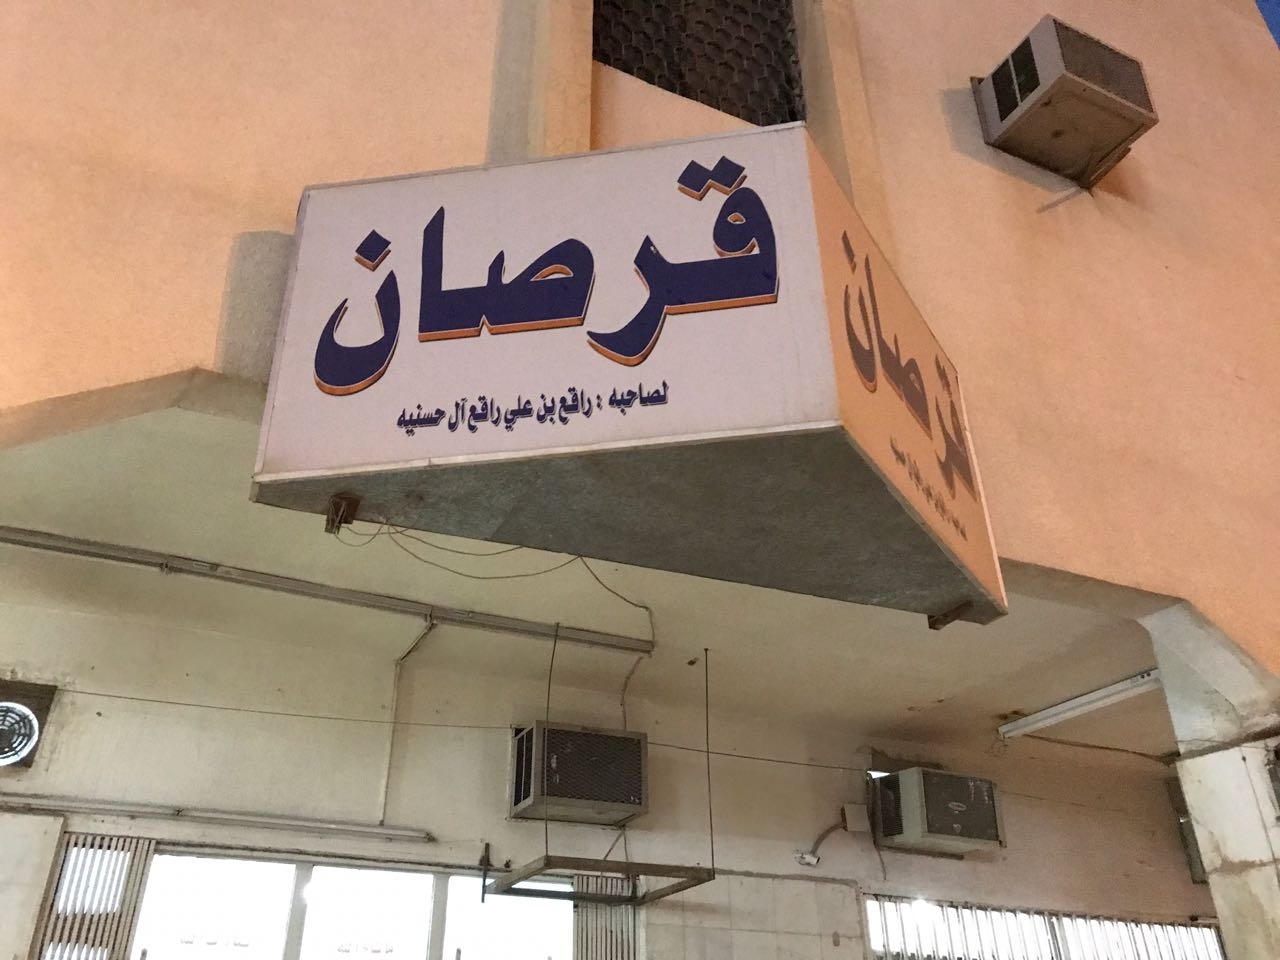 قرصان
لصاحبه : رافع بن علي رافع آل حسنيه
قرصان